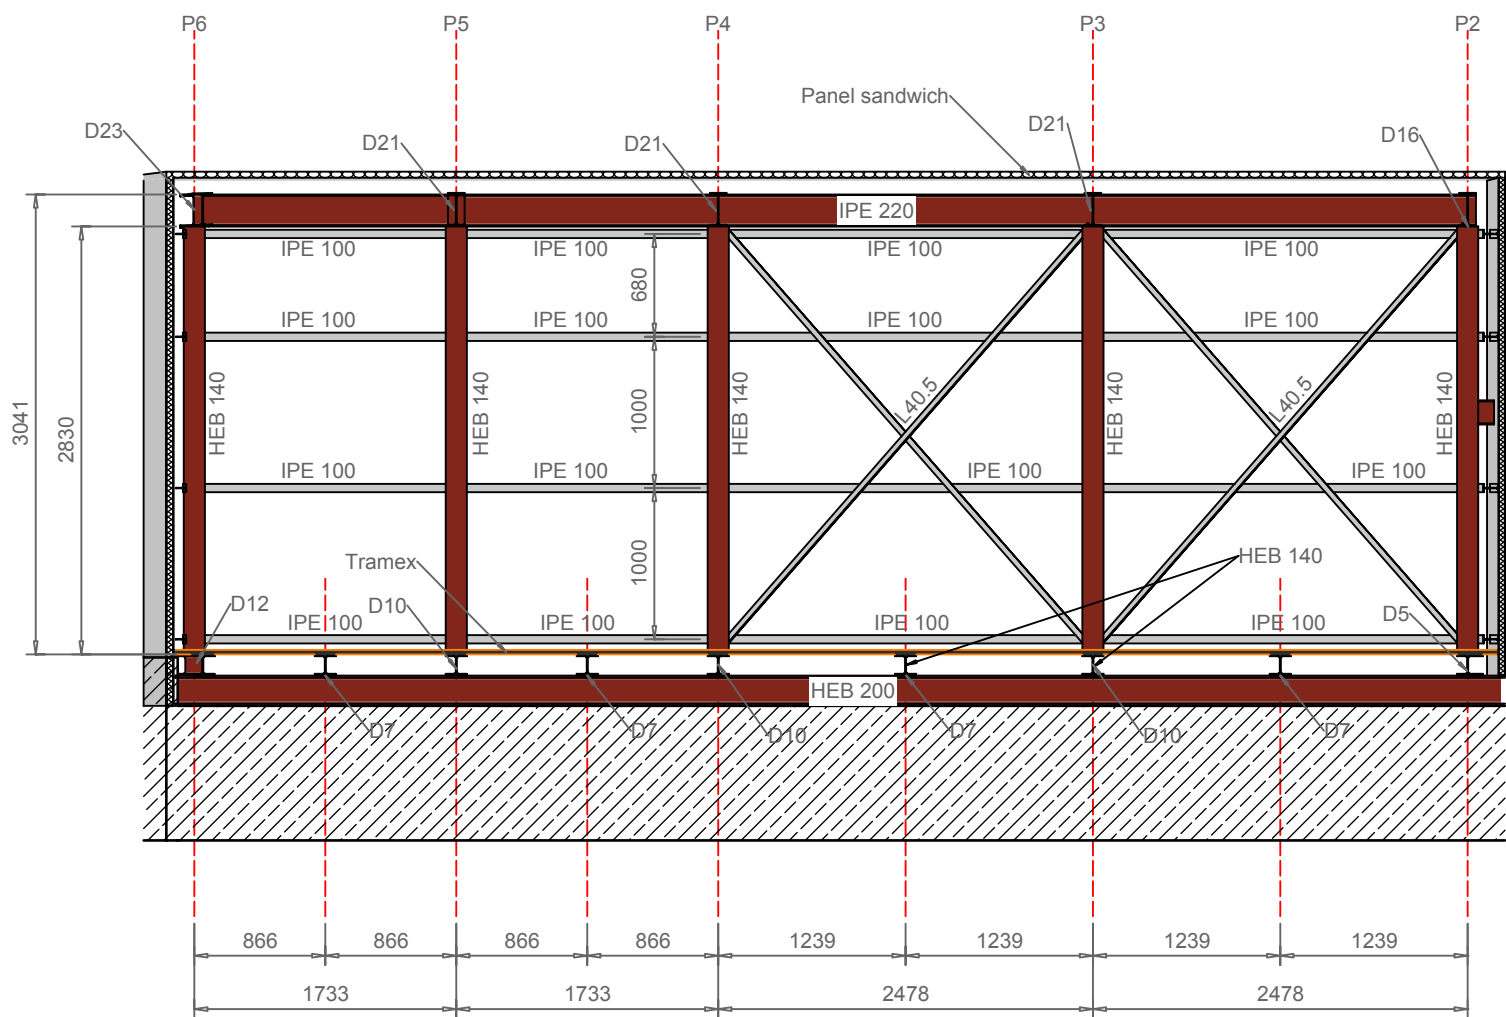 P6 P5 P4 P3 P2
Panel sandwich
D23 D21 D21 D21 D16
IPE 220
IPE 100 IPE 100 IPE 100 IPE 100
680
IPE 100 IPE 100 IPE 100 IPE 100
3041
2830
HEB 140 HEB 140 HEB 140 HEB 140 HEB 140
1000
L40.5 L40.5
IPE 100 IPE 100 IPE 100 IPE 100
1000
Tramex
HEB 140
D12 D10 D5
IPE 100 IPE 100 IPE 100 IPE 100
HEB 200
D7 D7 D10 D7 D10 D7
866 866 866 866 1239 1239 1239 1239
1733 1733 2478 2478